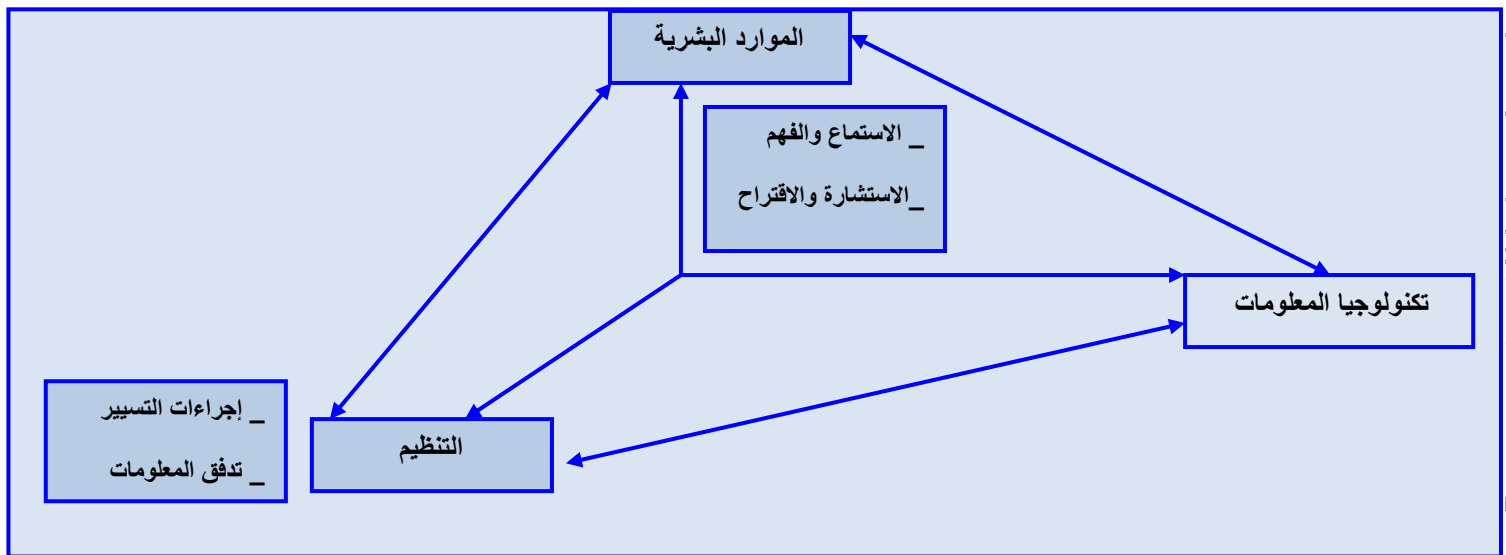 الموارد البشرية
_ الاستماع والفهم
_الاستشارة والاقتراح
تكنولوجيا المعلومات
_ إجراءات التسيير
_ تدفق المعلومات
التنظيم